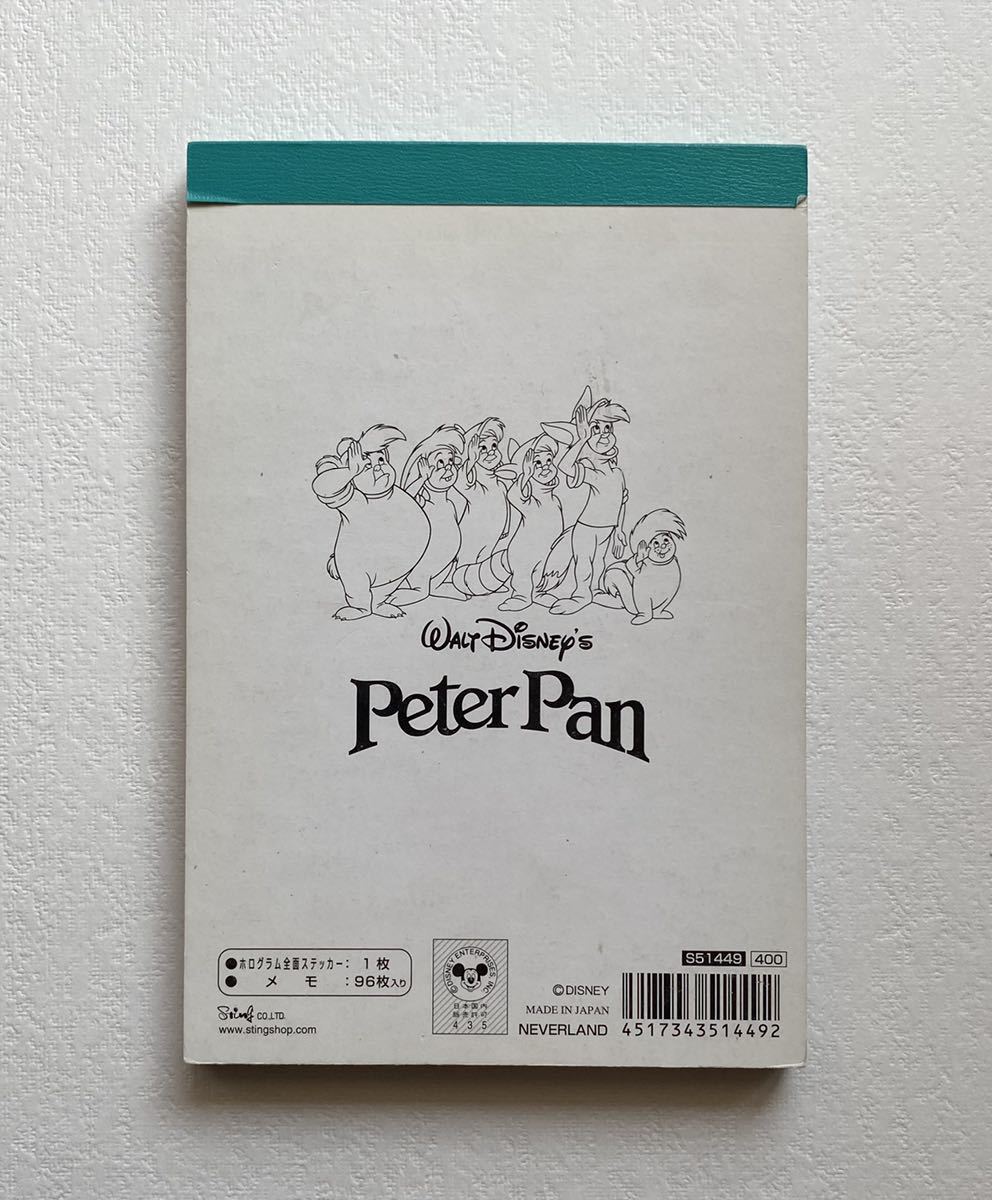 WALT DISNEY'S
Peter Pan
●ホログラム全面ステッカー: 1枚
● メ モ :96枚入り
Sting CO.,LTD.
www.stingshop.com
©DISNEY ENTERPRISES, INC.
日本国内
販売許可
435
S51449 400
©DISNEY
MADE IN JAPAN
NEVERLAND
4517343514492